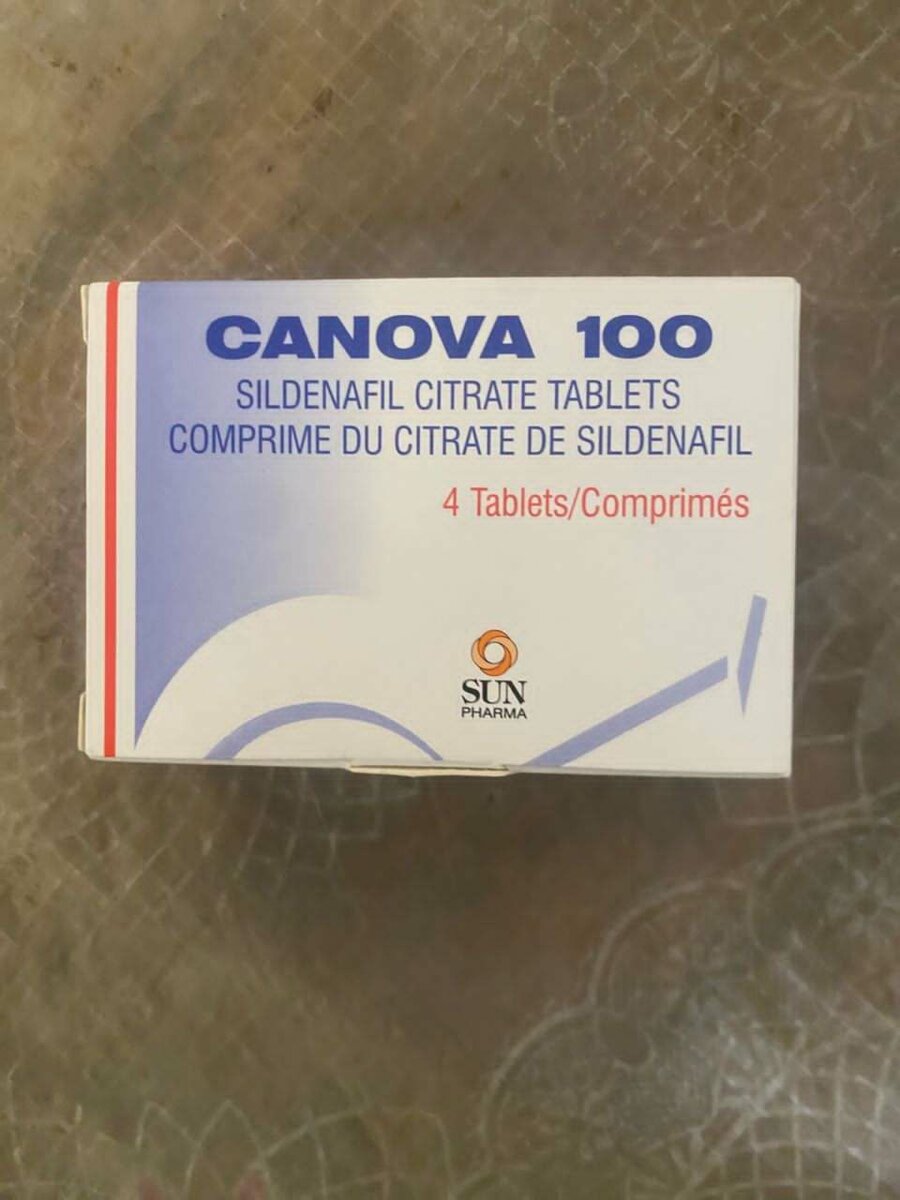 CANOVA 100
SILDENAFIL CITRATE TABLETS
COMPRIME DU CITRATE DE SILDENAFIL
4 Tablets/Comprimés
SUN
PHARMA